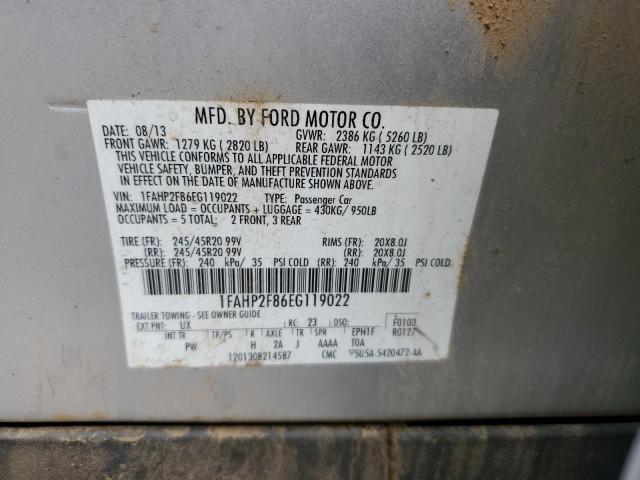 MFD. BY FORD MOTOR CO.
DATE: 08/13 GVWR: 2386 KG ( 5260 LB)
FRONT GAWR: 1279 KG ( 2820 LB) REAR GAWR: 1143 KG ( 2520 LB)
THIS VEHICLE CONFORMS TO ALL APPLICABLE FEDERAL MOTOR
VEHICLE SAFETY, BUMPER, AND THEFT PREVENTION STANDARDS
IN EFFECT ON THE DATE OF MANUFACTURE SHOWN ABOVE.
VIN: 1FAHP2F86EG119022 TYPE: Passenger Car
MAXIMUM LOAD = OCCUPANTS + LUGGAGE = 430KG/ 950LB
OCCUPANTS = 5 TOTAL: 2 FRONT, 3 REAR
TIRE (FR): 245/45R20 99V RIMS (FR): 20X8.0J
(RR): 245/45R20 99V (RR): 20X8.0J
PRESSURE (FR): 240 kPa/ 35 PSI COLD (RR): 240 kPa/ 35 PSI COLD
1FAHP2F86EG119022
TRAILER TOWING - SEE OWNER GUIDE
EXT PNT: UX RC: 23 DSO: F0103
INT TR TP/PS R AXLE TR SPR EPH1F R0127
PW H 2A J AAAA TOA
1201308214587 CMC 5U5A-5420472-AA